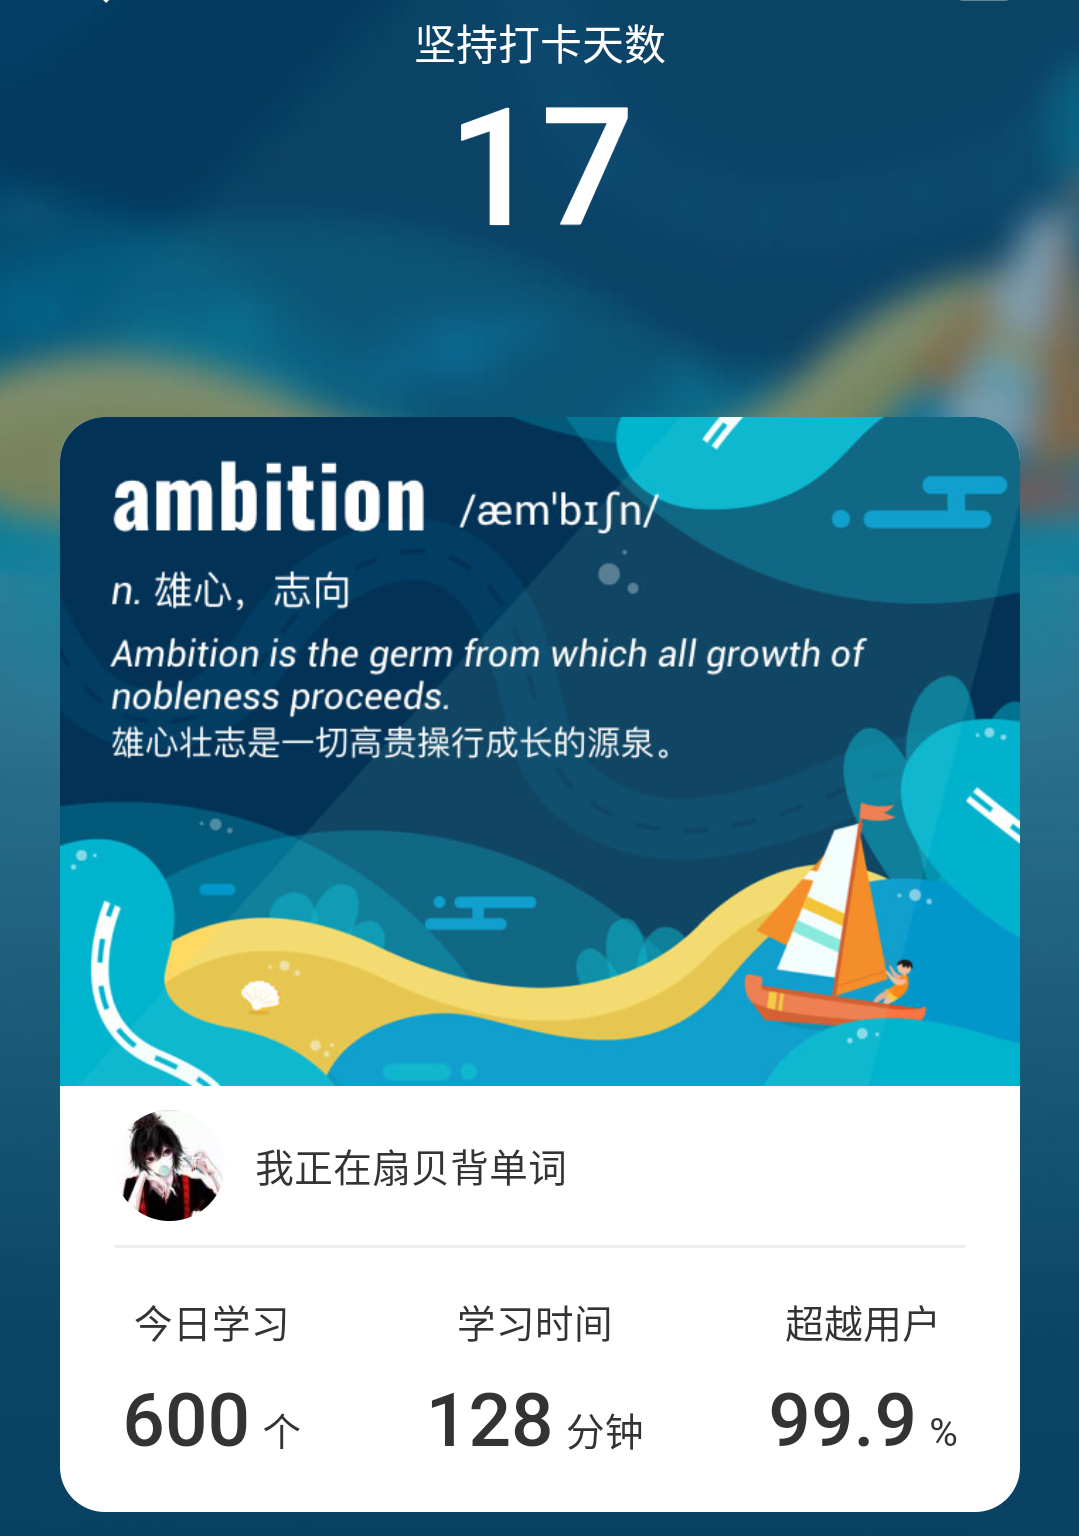 坚持打卡天数
17
ambition /æm'bɪʃn/
n. 雄心，志向
Ambition is the germ from which all growth of
nobleness proceeds.
雄心壮志是一切高贵操行成长的源泉。
我正在扇贝背单词
今日学习 学习时间 超越用户
600 个 128 分钟 99.9 %